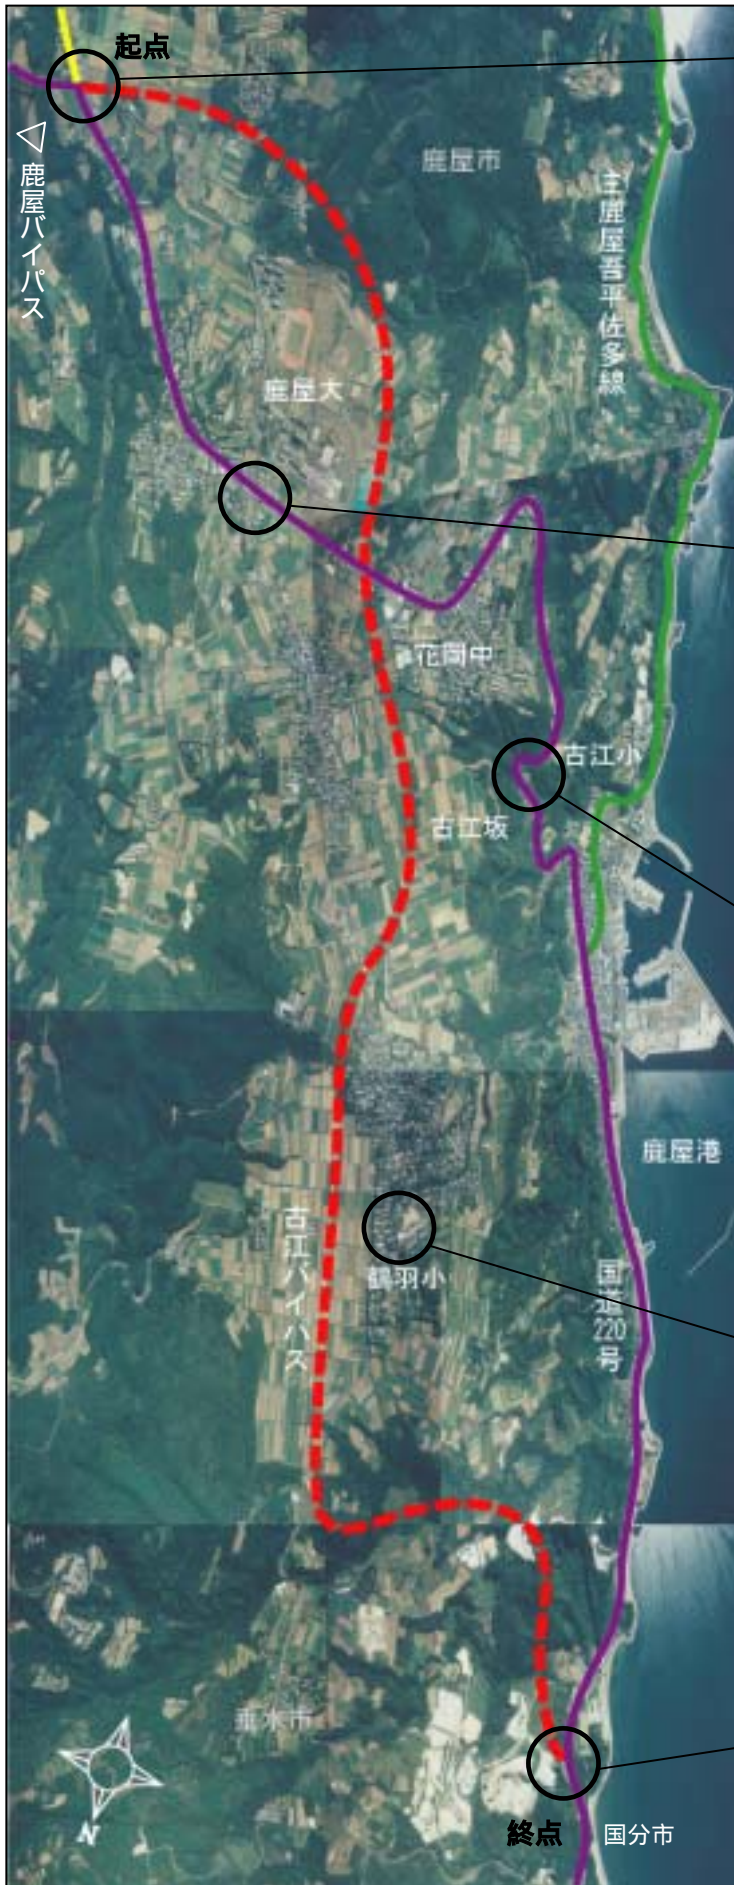 起点
鹿屋バイパス
鹿屋市
(主)鹿屋吾平佐多線
鹿屋大
花岡中
古江小
古江坂
鹿屋港
古江バイパス
鶴羽小
国道220号
垂水市
N
終点
国分市